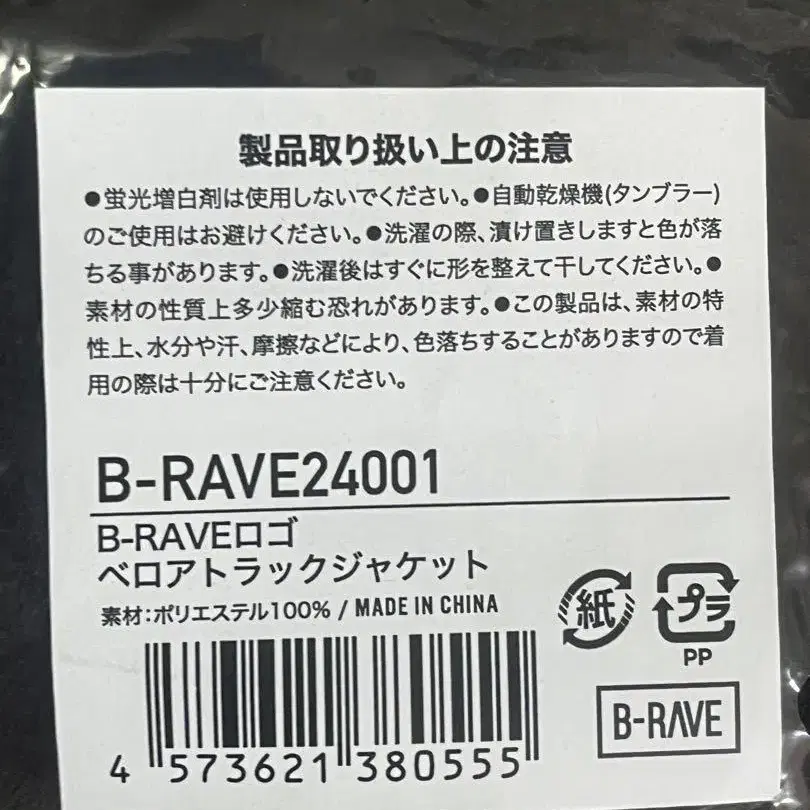 製品取り扱い上の注意
●蛍光増白剤は使用しないでください。●自動乾燥機(タンブラー)
のご使用はお避けください。●洗濯の際、漬け置きしますと色が落
ちる事があります。●洗濯後はすぐに形を整えて干してください。●
素材の性質上多少縮む恐れがあります。●この製品は、素材の特
性上、水分や汗、摩擦などにより、色落ちすることがありますので着
用の際は十分にご注意ください。
B-RAVE24001
B-RAVEロゴ
ベロアトラックジャケット
素材:ポリエステル100% / MADE IN CHINA
紙
プラ
PP
B-RAVE
4 573621 380555